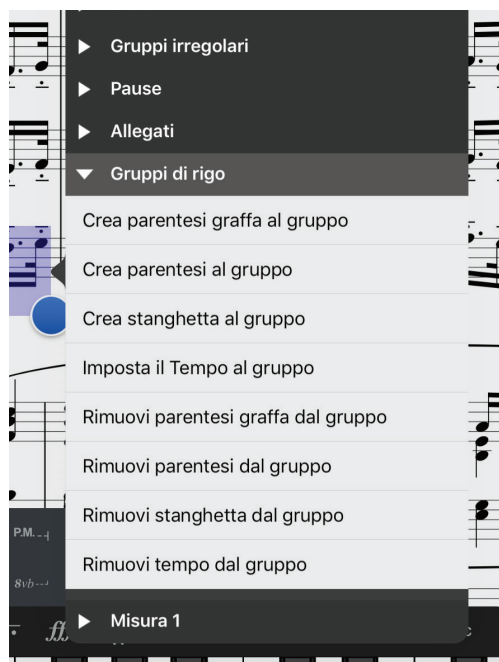 Gruppi irregolari
Pause
Allegati
Gruppi di rigo
Crea parentesi graffa al gruppo
Crea parentesi al gruppo
Crea stanghetta al gruppo
Imposta il Tempo al gruppo
Rimuovi parentesi graffa dal gruppo
Rimuovi parentesi dal gruppo
Rimuovi stanghetta dal gruppo
P.M.
Rimuovi tempo dal gruppo
8vb
Misura 1